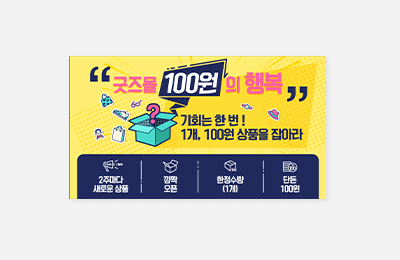 “굿즈몰 100원의 행복”
?
기회는 한 번!
1개, 100원 상품을 잡아라
2주마다
새로운 상품
깜짝
오픈
한정수량
(1개)
단돈
100원